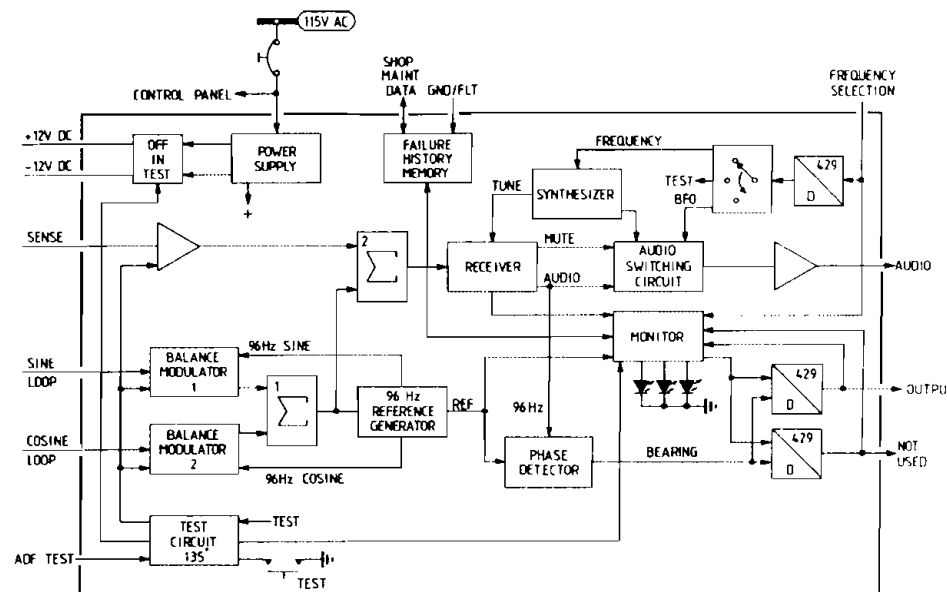 115V AC
SHOP
MAINT
DATA
GND/FLT
FREQUENCY
SELECTION
CONTROL PANEL
+12V DC
-12V DC
OFF
IN
TEST
POWER
SUPPLY
+
FAILURE
HISTORY
MEMORY
FREQUENCY
SYNTHESIZER
TUNE
TEST
BFO
429
D
SENSE
2
Σ
RECEIVER
MUTE
AUDIO
AUDIO
SWITCHING
CIRCUIT
AUDIO
MONITOR
SINE
LOOP
BALANCE
MODULATOR
1
96Hz SINE
1
Σ
96 Hz
REFERENCE
GENERATOR
REF
96Hz
429
D
OUTPUT
COSINE
LOOP
BALANCE
MODULATOR
2
96Hz COSINE
PHASE
DETECTOR
BEARING
429
D
NOT
USED
ADF TEST
TEST
CIRCUIT
135°
TEST
TEST